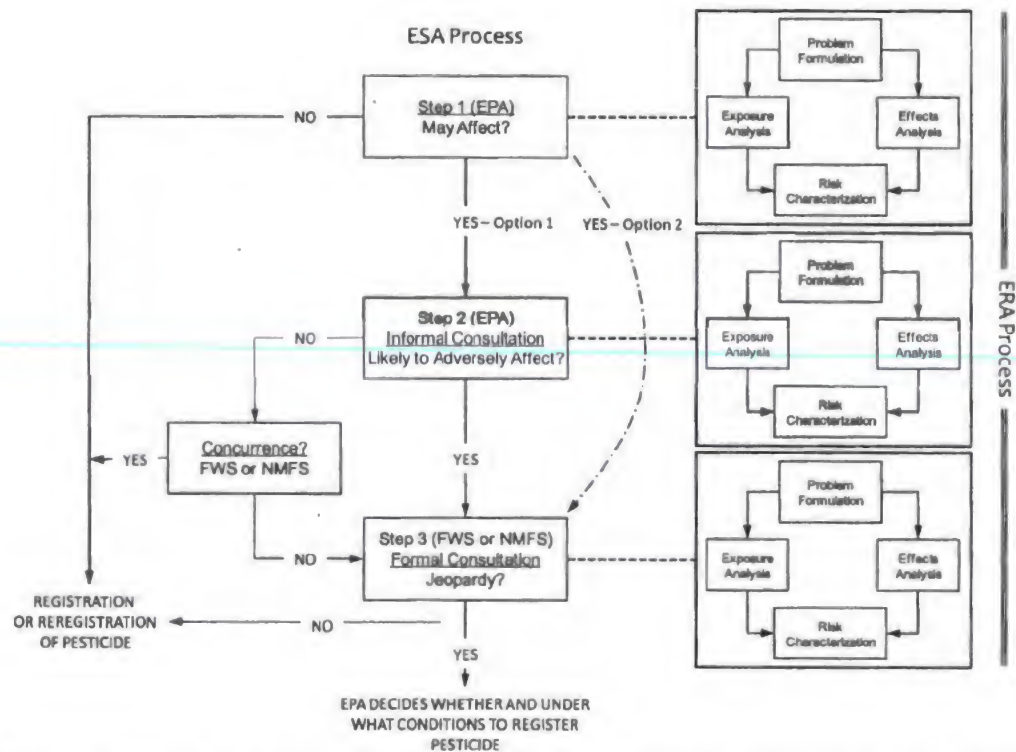 ESA Process
Step 1 (EPA)
May Affect?
NO
YES – Option 1
YES – Option 2
Step 2 (EPA)
Informal Consultation
Likely to Adversely Affect?
NO
Concurrence?
FWS or NMFS
YES
YES
NO
Step 3 (FWS or NMFS)
Formal Consultation
Jeopardy?
NO
YES
REGISTRATION
OR REREGISTRATION
OF PESTICIDE
EPA DECIDES WHETHER AND UNDER
WHAT CONDITIONS TO REGISTER
PESTICIDE
Problem
Formulation
Exposure
Analysis
Effects
Analysis
Risk
Characterization
Problem
Formulation
Exposure
Analysis
Effects
Analysis
Risk
Characterization
Problem
Formulation
Exposure
Analysis
Effects
Analysis
Risk
Characterization
ERA Process